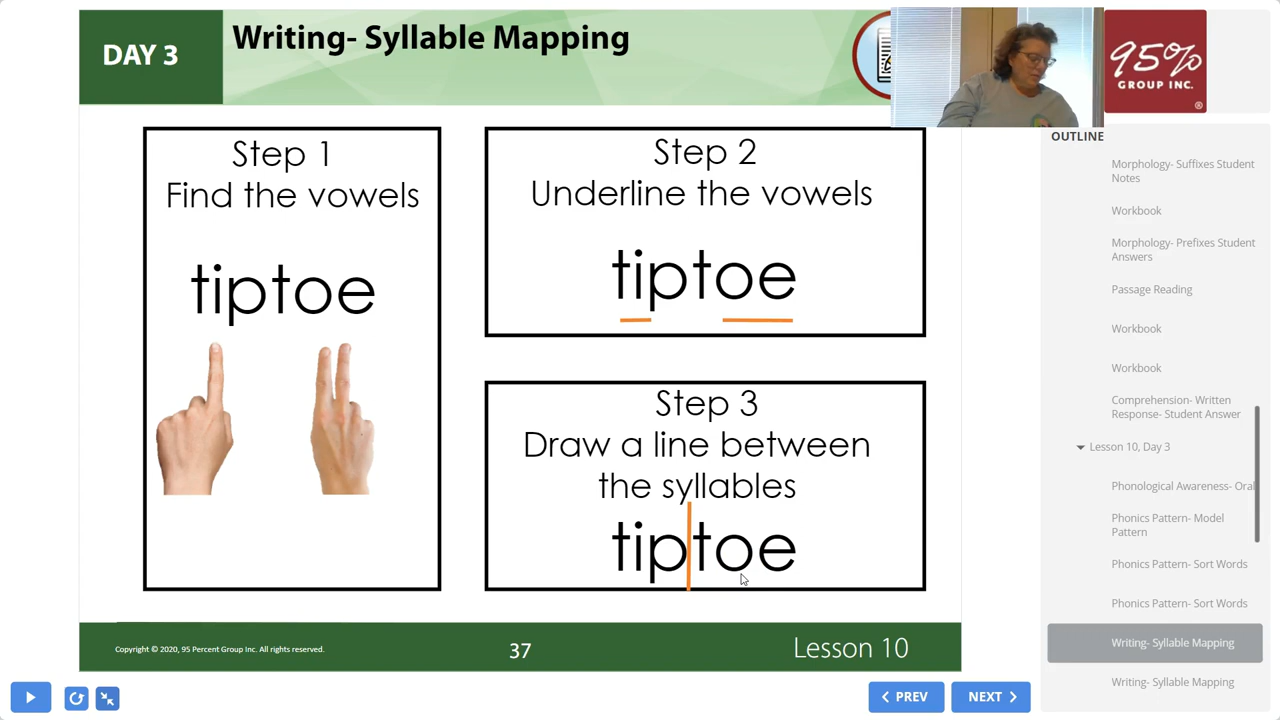 DAY 3
Writing- Syllable Mapping
95%
GROUP INC.
®
Step 1
Find the vowels
tiptoe
Step 2
Underline the vowels
tiptoe
Step 3
Draw a line between
the syllables
tiptoe
Copyright © 2020, 95 Percent Group Inc. All rights reserved.
37
Lesson 10
PREV
NEXT
OUTLINE
Morphology- Suffixes Student
Notes
Workbook
Morphology- Prefixes Student
Answers
Passage Reading
Workbook
Workbook
Comprehension- Written
Response- Student Answer
Lesson 10, Day 3
Phonological Awareness- Oral
Phonics Pattern- Model
Pattern
Phonics Pattern- Sort Words
Phonics Pattern- Sort Words
Writing- Syllable Mapping
Writing- Syllable Mapping